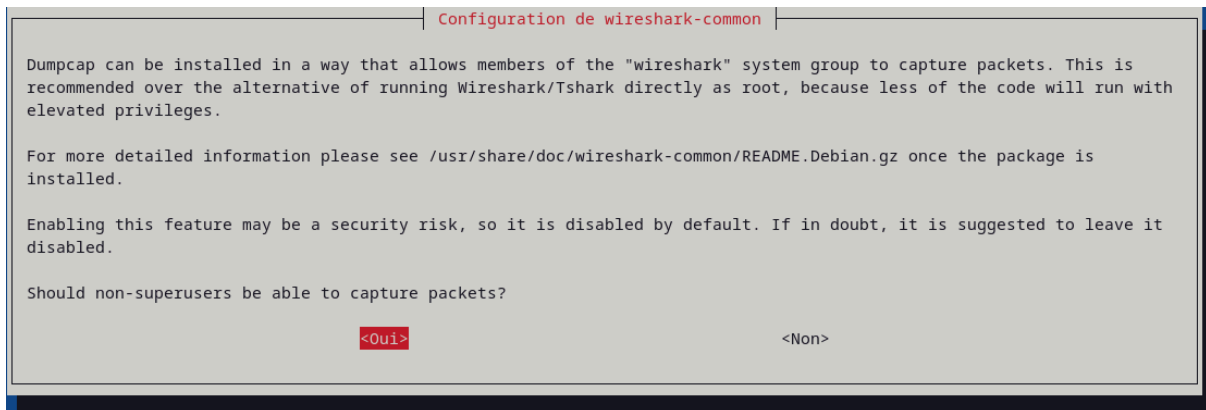 Configuration de wireshark-common
Dumpcap can be installed in a way that allows members of the "wireshark" system group to capture packets. This is
recommended over the alternative of running Wireshark/Tshark directly as root, because less of the code will run with
elevated privileges.
For more detailed information please see /usr/share/doc/wireshark-common/README.Debian.gz once the package is
installed.
Enabling this feature may be a security risk, so it is disabled by default. If in doubt, it is suggested to leave it
disabled.
Should non-superusers be able to capture packets?
<Oui> <Non>